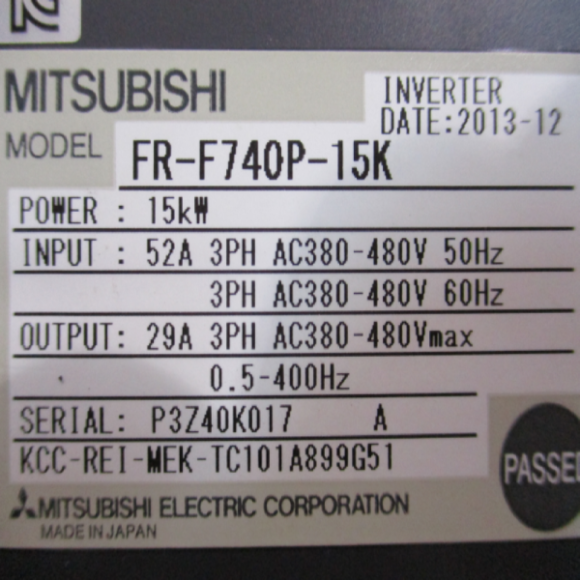 MITSUBISHI
INVERTER
DATE:2013-12
MODEL FR-F740P-15K
POWER : 15kW
INPUT : 52A 3PH AC380-480V 50Hz
3PH AC380-480V 60Hz
OUTPUT: 29A 3PH AC380-480Vmax
0.5-400Hz
SERIAL: P3Z40K017 A
KCC-REI-MEK-TC101A899G51
PASSED
MITSUBISHI ELECTRIC CORPORATION
MADE IN JAPAN